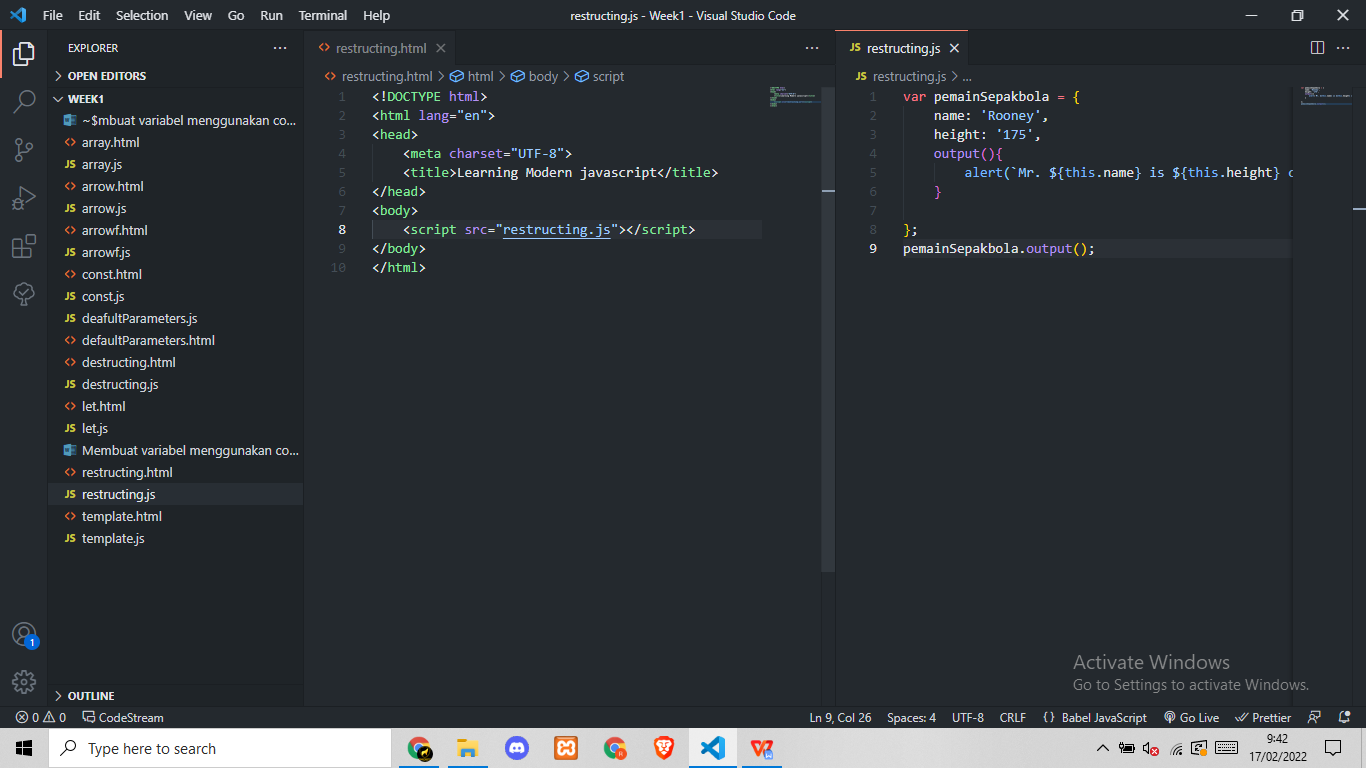 File Edit Selection View Go Run Terminal Help restructing.js - Week1 - Visual Studio Code
EXPLORER
OPEN EDITORS
WEEK1
~$mbuat variabel menggunakan co...
array.html
array.js
arrow.html
arrow.js
arrowf.html
arrowf.js
const.html
const.js
deafultParameters.js
defaultParameters.html
destructing.html
destructing.js
let.html
let.js
Membuat variabel menggunakan co...
restructing.html
restructing.js
template.html
template.js
OUTLINE
restructing.html
restructing.html > html > body > script
1 <!DOCTYPE html>
2 <html lang="en">
3 <head>
4 <meta charset="UTF-8">
5 <title>Learning Modern javascript</title>
6 </head>
7 <body>
8 <script src="restructing.js"></script>
9 </body>
10 </html>
JS restructing.js
JS restructing.js > ...
1 var pemainSepakbola = {
2 name: 'Rooney',
3 height: '175',
4 output(){
5 alert(`Mr. ${this.name} is ${this.height} c
6 }
7
8 };
9 pemainSepakbola.output();
Activate Windows
Go to Settings to activate Windows.
0 0 CodeStream Ln 9, Col 26 Spaces: 4 UTF-8 CRLF {} Babel JavaScript Go Live Prettier
Type here to search
9:42
17/02/2022